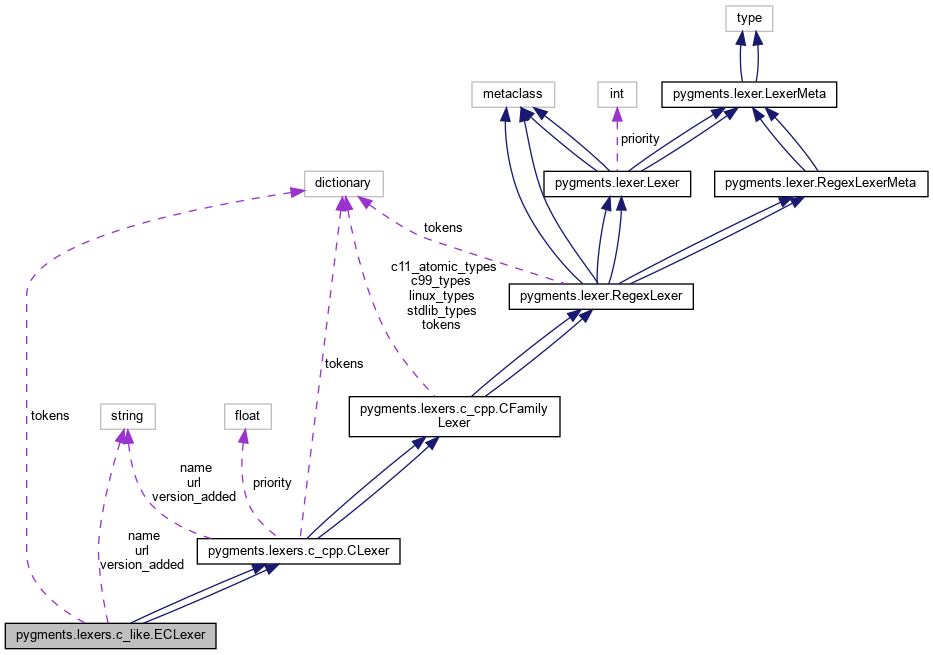 type
metaclass
int
pygments.lexer.LexerMeta
priority
dictionary
pygments.lexer.Lexer
pygments.lexer.RegexLexerMeta
tokens
c11_atomic_types
c99_types
linux_types
stdlib_types
tokens
pygments.lexer.RegexLexer
tokens
tokens
string
float
pygments.lexers.c_cpp.CFamily
Lexer
name
url
version_added
priority
name
url
version_added
pygments.lexers.c_cpp.CLexer
pygments.lexers.c_like.ECLexer